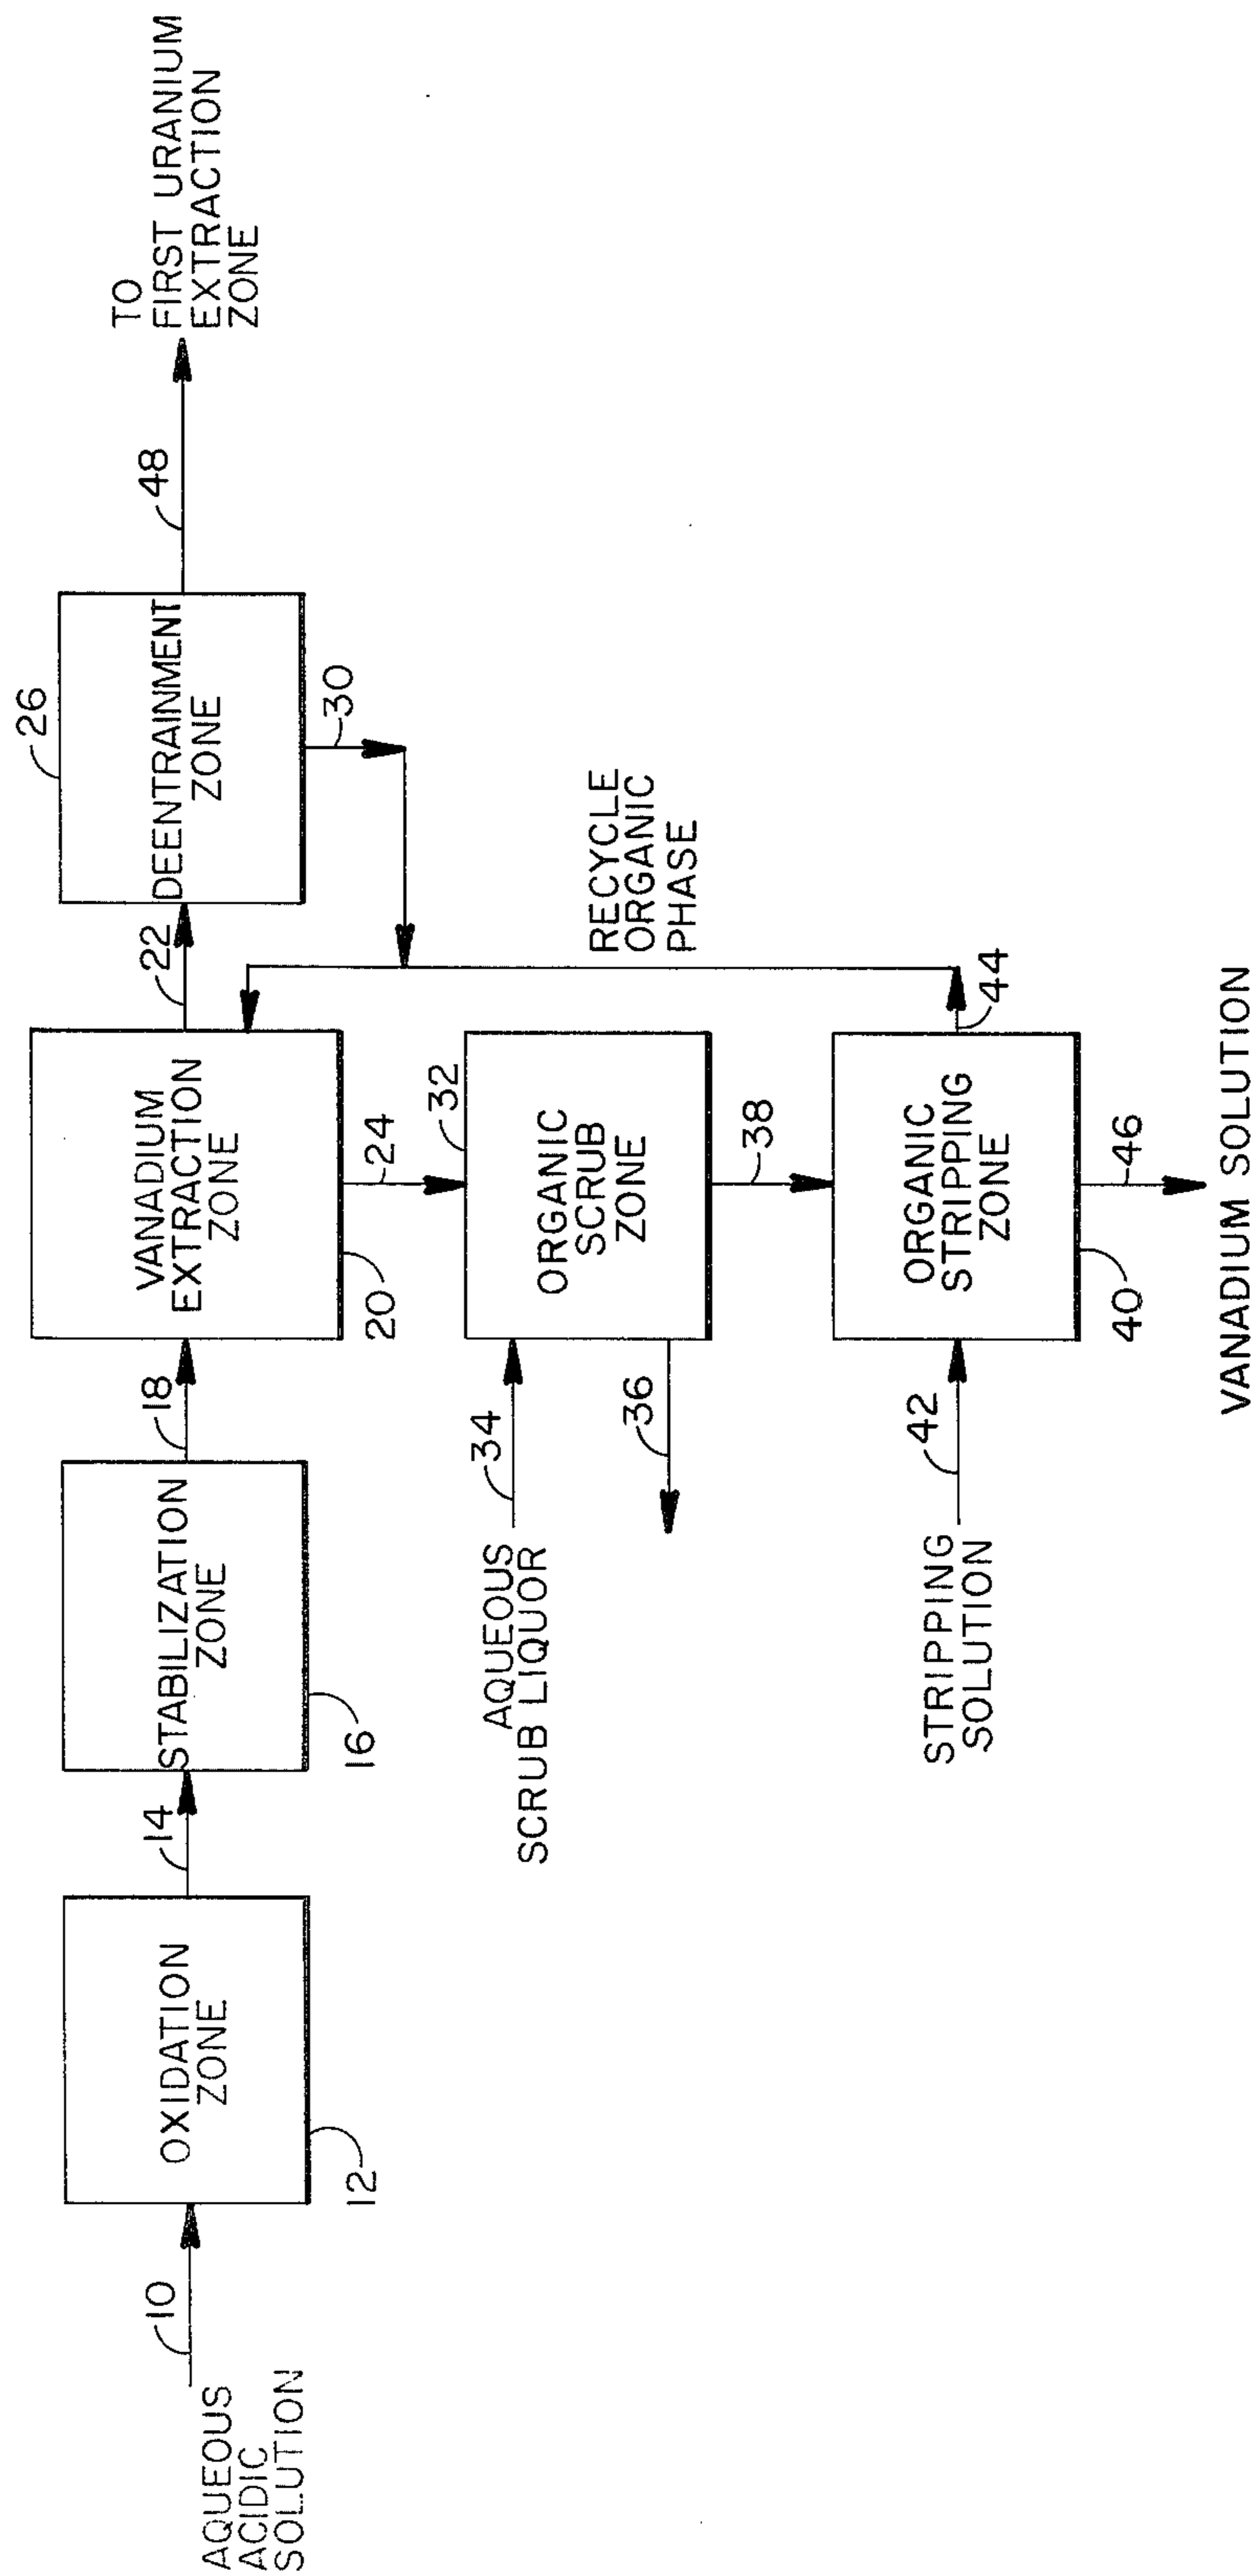 AQUEOUS
ACIDIC
SOLUTION
10
OXIDATION
ZONE
12
14
STABILIZATION
ZONE
16
18
VANADIUM
EXTRACTION
ZONE
20
22
DEENTRAINMENT
ZONE
26
48
TO
FIRST URANIUM
EXTRACTION
ZONE
30
24
AQUEOUS
SCRUB LIQUOR
34
ORGANIC
SCRUB
ZONE
32
36
38
RECYCLE
ORGANIC
PHASE
STRIPPING
SOLUTION
42
ORGANIC
STRIPPING
ZONE
40
44
46
VANADIUM SOLUTION